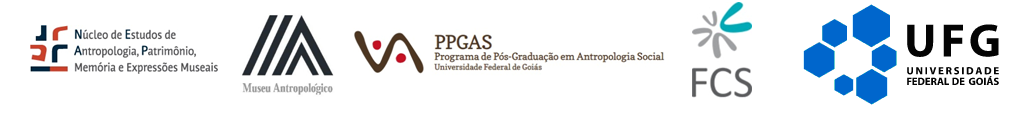 Núcleo de Estudos de
Antropologia, Patrimônio,
Memória e Expressões Museais
Museu Antropológico
PPGAS
Programa de Pós-Graduação em Antropologia Social
Universidade Federal de Goiás
FCS
UFG
UNIVERSIDADE
FEDERAL DE GOIÁS